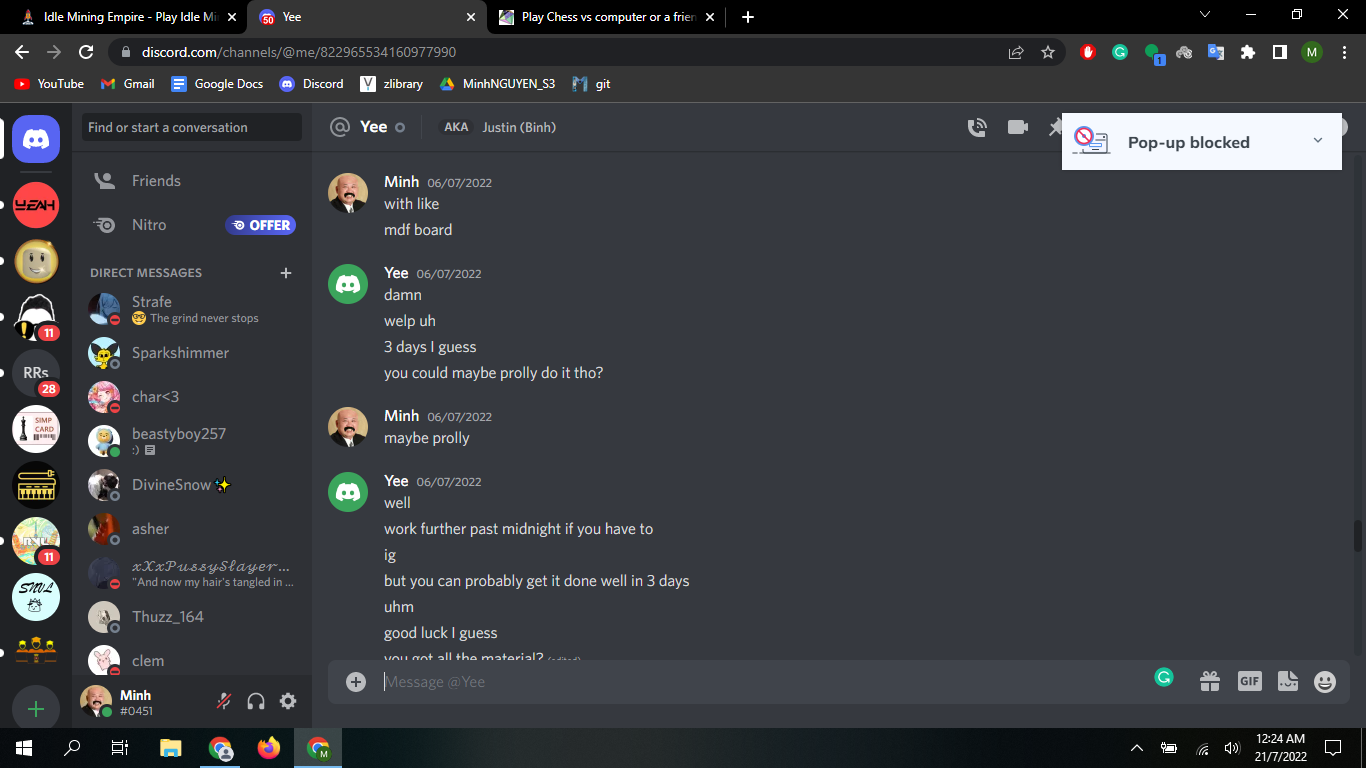 Idle Mining Empire - Play Idle Mi
Yee
Play Chess vs computer or a frien
discord.com/channels/@me/822965534160977990
1
M
YouTube
Gmail
Google Docs
Discord
zlibrary
MinhNGUYEN_S3
git
Find or start a conversation
Friends
Nitro
OFFER
DIRECT MESSAGES
Strafe
The grind never stops
Sparkshimmer
char<3
beastyboy257
:)
DivineSnow✨
asher
𝓍𝒳𝓍𝒫𝓊𝓈𝓈𝓎𝒮𝓁𝒶𝓎𝑒𝓇...
"And now my hair's tangled in ...
Thuzz_164
clem
Minh
#0451
YEAH
11
RRs
28
SIMP
CARD
11
SNVL
Yee
AKA
Justin (Binh)
Pop-up blocked
Minh 06/07/2022
with like
mdf board
Yee 06/07/2022
damn
welp uh
3 days I guess
you could maybe prolly do it tho?
Minh 06/07/2022
maybe prolly
Yee 06/07/2022
well
work further past midnight if you have to
ig
but you can probably get it done well in 3 days
uhm
good luck I guess
you got all the material? (edited)
Message @Yee
GIF
12:24 AM
21/7/2022